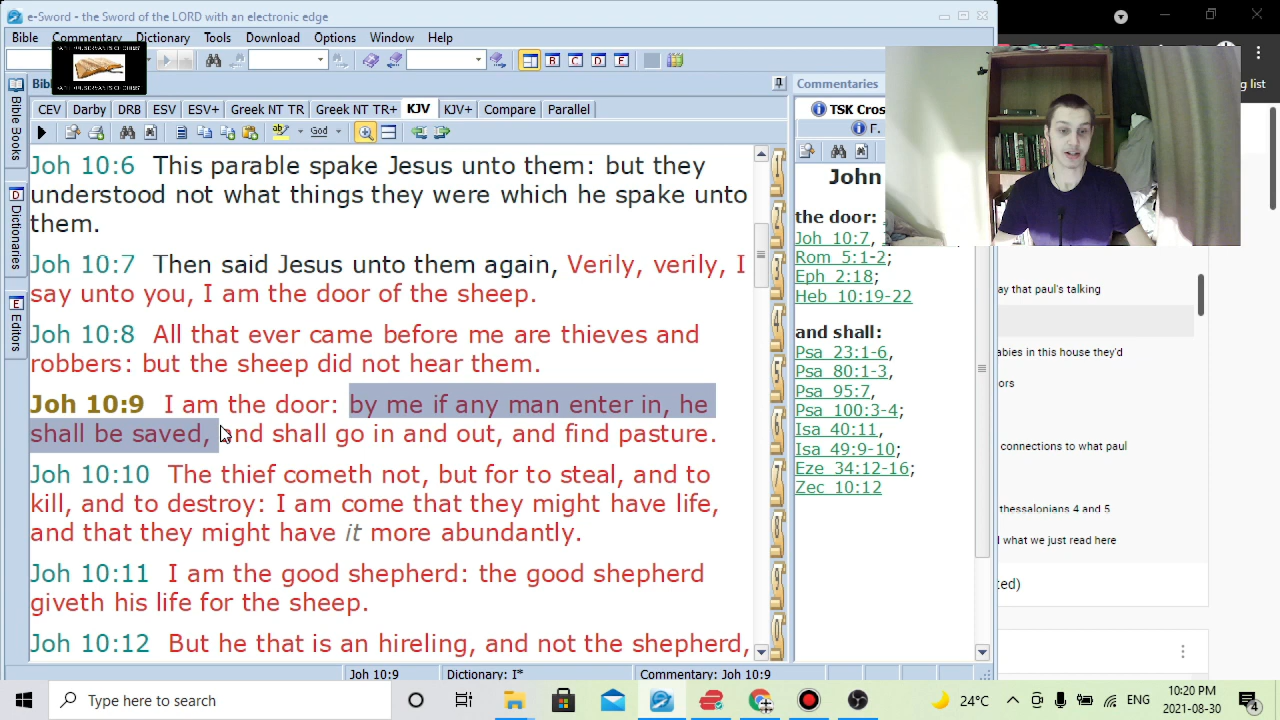 e-Sword - the Sword of the LORD with an electronic edge
Bible Commentary Dictionary Tools Download Options Window Help
FAITHFUL SERVANTS OF CHRIST
Commentaries
CEV Darby DRB ESV ESV+ Greek NT TR Greek NT TR+ KJV KJV+ Compare Parallel
Bible Books
Dictionaries
Editors
Joh 10:6 This parable spake Jesus unto them: but they
understood not what things they were which he spake unto
them.
Joh 10:7 Then said Jesus unto them again, Verily, verily, I
say unto you, I am the door of the sheep.
Joh 10:8 All that ever came before me are thieves and
robbers: but the sheep did not hear them.
Joh 10:9 I am the door: by me if any man enter in, he
shall be saved, and shall go in and out, and find pasture.
Joh 10:10 The thief cometh not, but for to steal, and to
kill, and to destroy: I am come that they might have life,
and that they might have it more abundantly.
Joh 10:11 I am the good shepherd: the good shepherd
giveth his life for the sheep.
Joh 10:12 But he that is an hireling, and not the shepherd,
TSK Cros
John
the door:
Joh 10:7,
Rom 5:1-2;
Eph 2:18;
Heb 10:19-22
and shall:
Psa 23:1-6,
Psa 80:1-3,
Psa 95:7,
Psa 100:3-4;
Isa 40:11,
Isa 49:9-10;
Eze 34:12-16;
Zec 10:12
ng list
ay that paul's talking
abies in this house they'd
ors
connections to what paul
thessalonians 4 and 5
l what we just read here
ted)
Joh 10:9 Dictionary: I* Commentary: Joh 10:9
Type here to search
24°C ENG 10:20 PM
2021-08-30
4